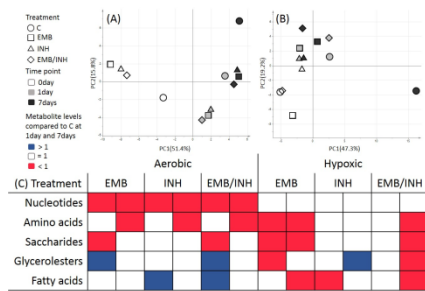 Treatment
C
EMB
INH
EMB/INH
Time point
0day
1day
7days
Metabolite levels
compared to C at
1day and 7days
> 1
= 1
< 1
(A)
PC2(15.8%)
PC1(51.4%)
(B)
PC2(19.2%)
PC1(47.3%)
Aerobic Hypoxic
(C) Treatment EMB INH EMB/INH EMB INH EMB/INH
Nucleotides
Amino acids
Saccharides
Glycerolesters
Fatty acids